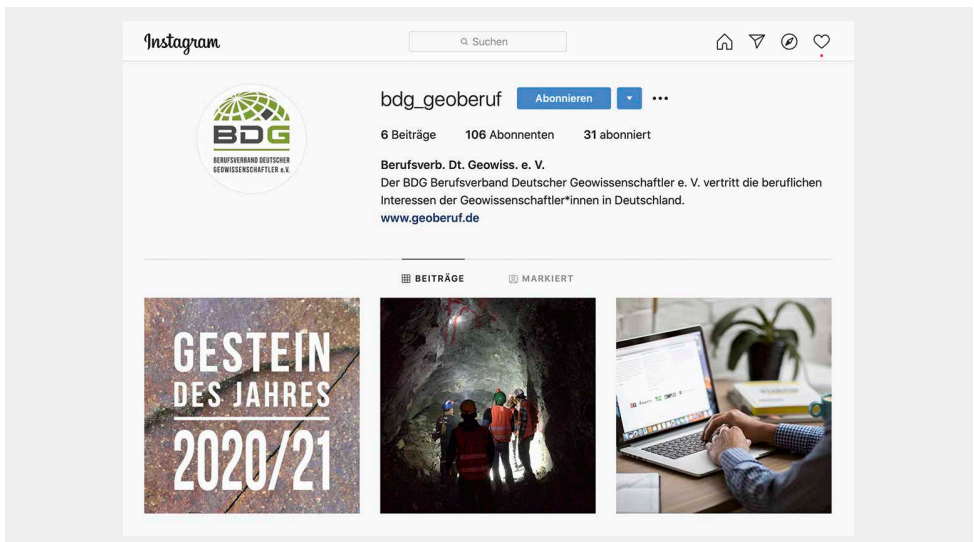 Instagram
Suchen
BDG
BERUFSVERBAND DEUTSCHER
GEOWISSENSCHAFTLER e.V.
bdg_geoberuf
Abonnieren
6 Beiträge 106 Abonnenten 31 abonniert
Berufsverb. Dt. Geowiss. e. V.
Der BDG Berufsverband Deutscher Geowissenschaftler e. V. vertritt die beruflichen
Interessen der Geowissenschaftler*innen in Deutschland.
www.geoberuf.de
BEITRÄGE MARKIERT
GESTEIN
DES JAHRES
2020/21